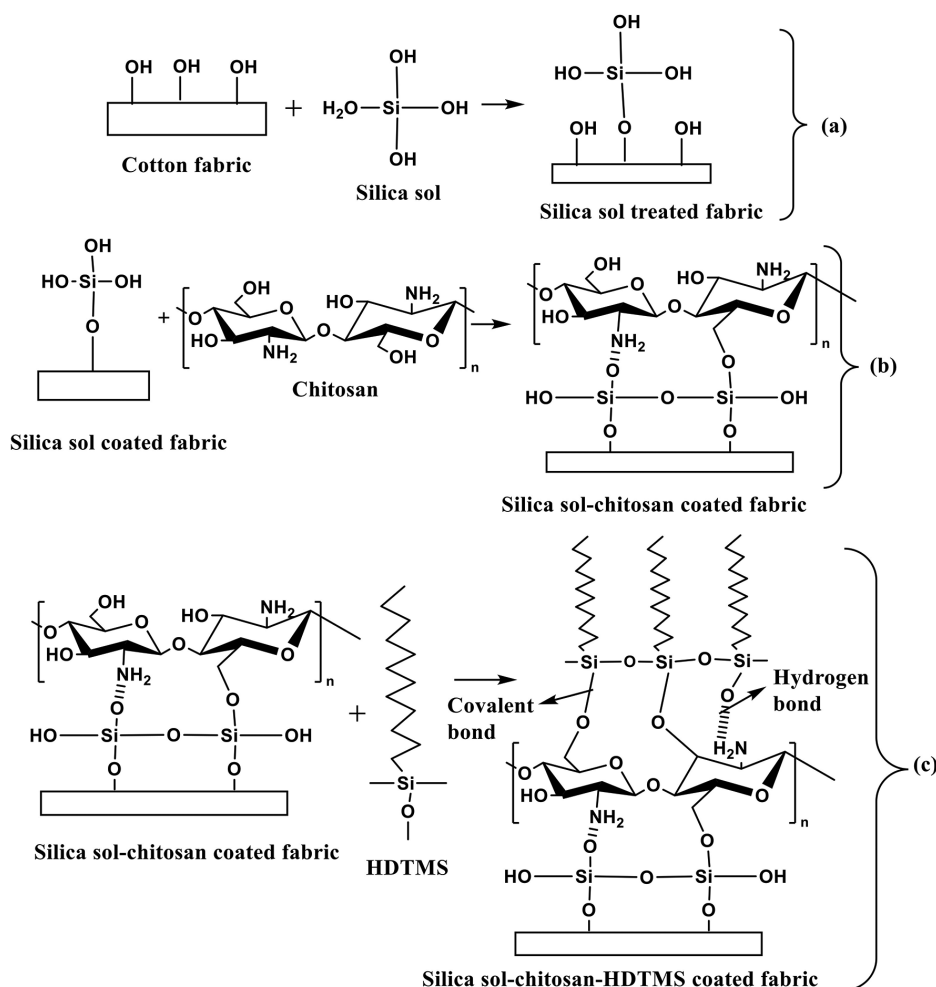 OH OH OH
Cotton fabric
+
H₂O Si OH
OH
OH
Silica sol
OH
HO Si OH
O
OH OH
Silica sol treated fabric
(a)
OH
HO Si OH
O
Silica sol coated fabric
+
OH
O
O
HO
NH₂
O
HO
NH₂
O
OH
n
Chitosan
OH
O
O
HO
NH₂
O
HO
NH₂
O
n
O
O
HO Si O Si OH
O O
Silica sol-chitosan coated fabric
(b)
OH
O
O
HO
NH₂
O
HO
NH₂
O
n
O
O
HO Si O Si OH
O O
Silica sol-chitosan coated fabric
+
Si
O
HDTMS
Si O Si O Si
Covalent
bond
Hydrogen
bond
O
O
O
H₂N
O
O
HO
NH₂
O
O
n
O
O
HO Si O Si OH
O O
Silica sol-chitosan-HDTMS coated fabric
(c)